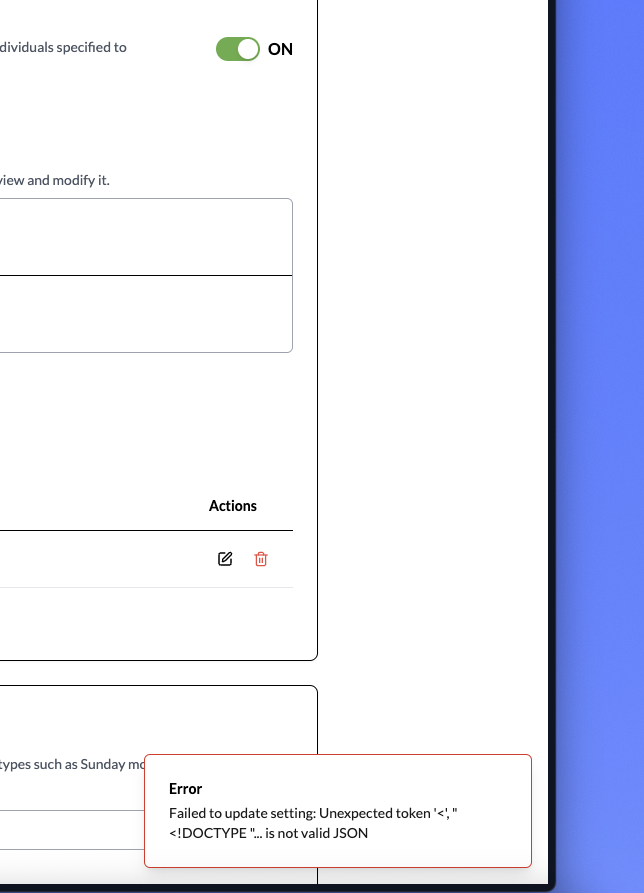 dividuals specified to
ON
view and modify it.
Actions
types such as Sunday mo
Error
Failed to update setting: Unexpected token '<', "
<!DOCTYPE "... is not valid JSON